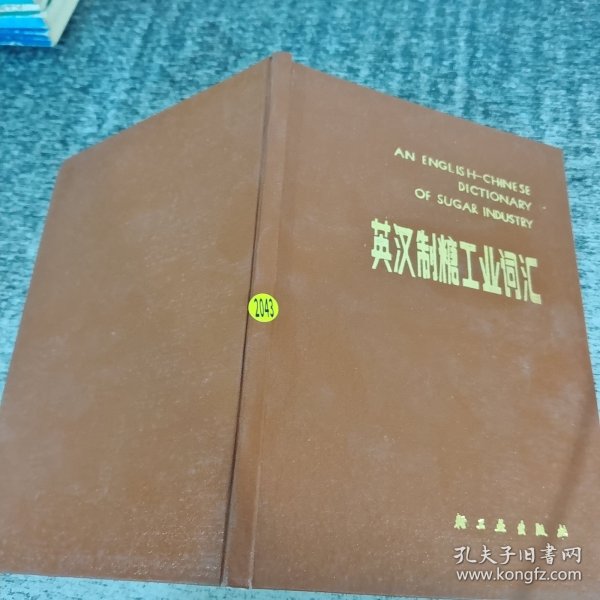 AN ENGLISH-CHINESE
DICTIONARY
OF SUGAR INDUSTRY
英汉制糖工业词汇
2043
轻工业出版社
孔夫子旧书网
www.kongfz.com